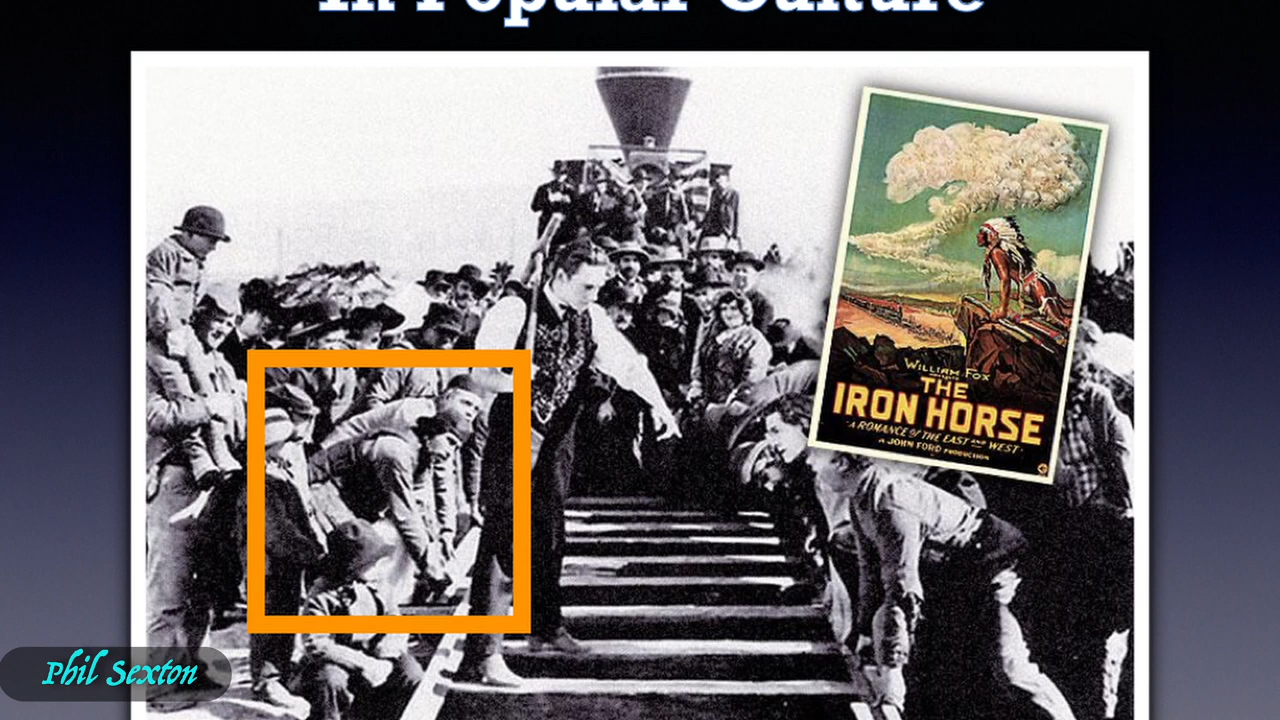 In Popular Culture
WILLIAM FOX
presents
THE
IRON HORSE
"A ROMANCE OF THE EAST AND WEST"
A JOHN FORD PRODUCTION
Phil Sexton